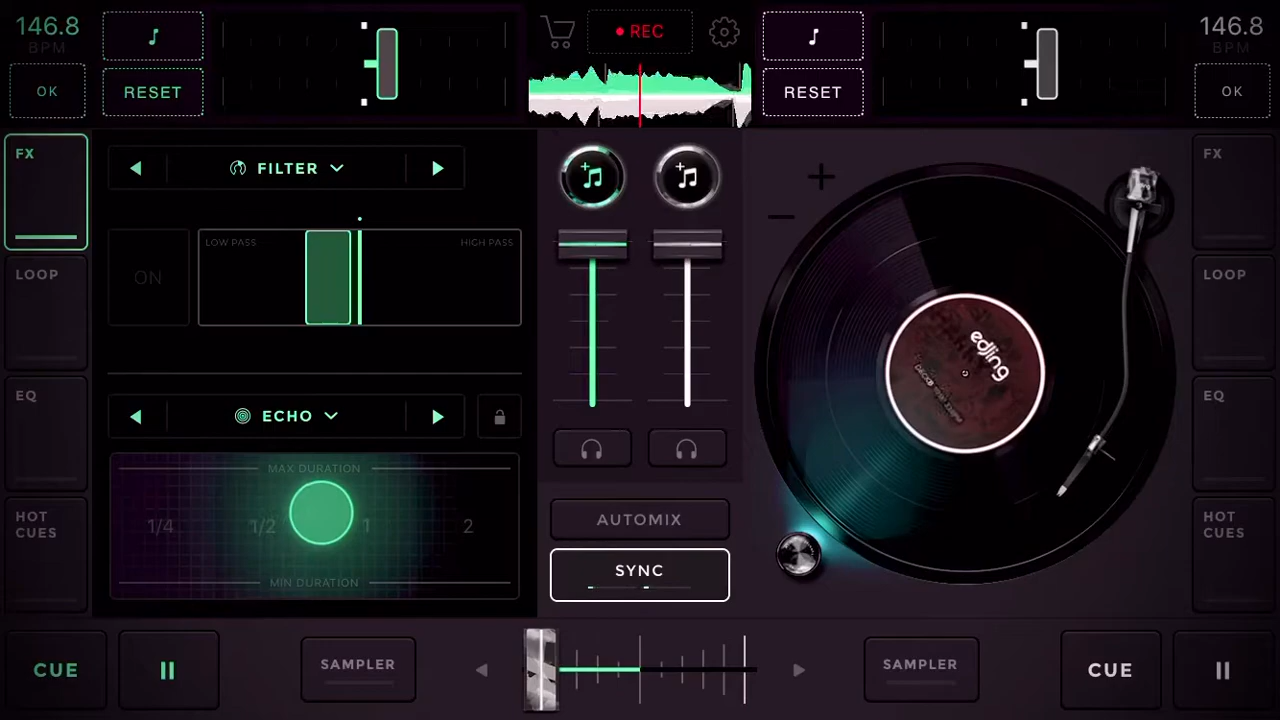 146.8
BPM
OK
RESET
REC
RESET
146.8
BPM
OK
FX
LOOP
EQ
HOT
CUES
FILTER
ON
LOW PASS
HIGH PASS
ECHO
MAX DURATION
1/4
1/2
1
2
MIN DURATION
AUTOMIX
SYNC
edjing
FX
LOOP
EQ
HOT
CUES
CUE
SAMPLER
SAMPLER
CUE